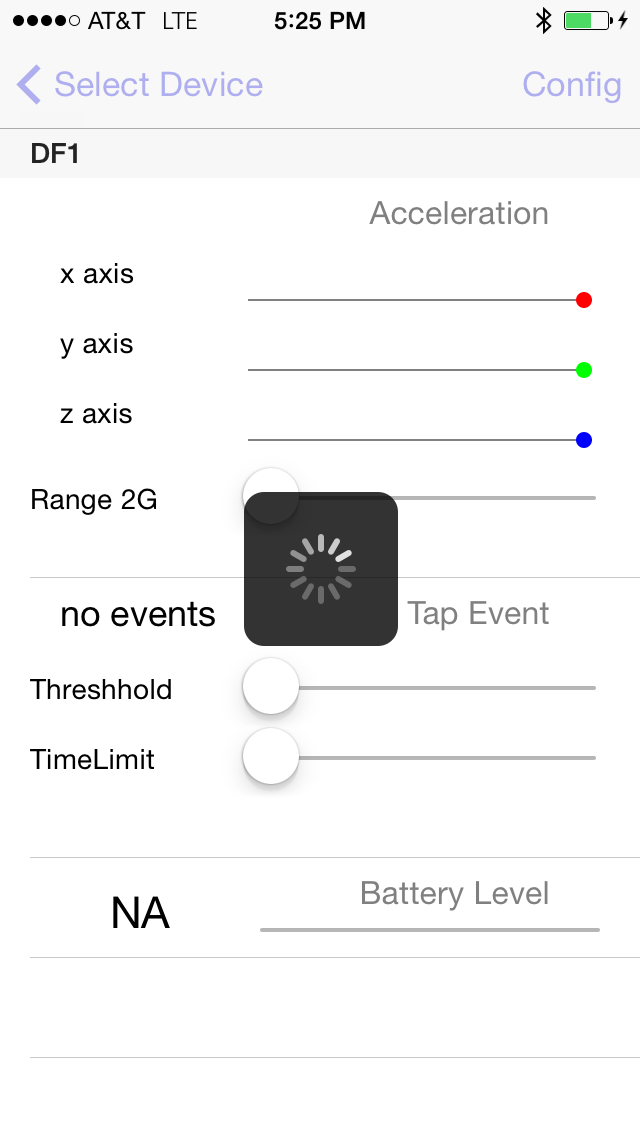 AT&T LTE 5:25 PM
Select Device Config
DF1
Acceleration
x axis
y axis
z axis
Range 2G
no events Tap Event
Threshhold
TimeLimit
Battery Level
NA